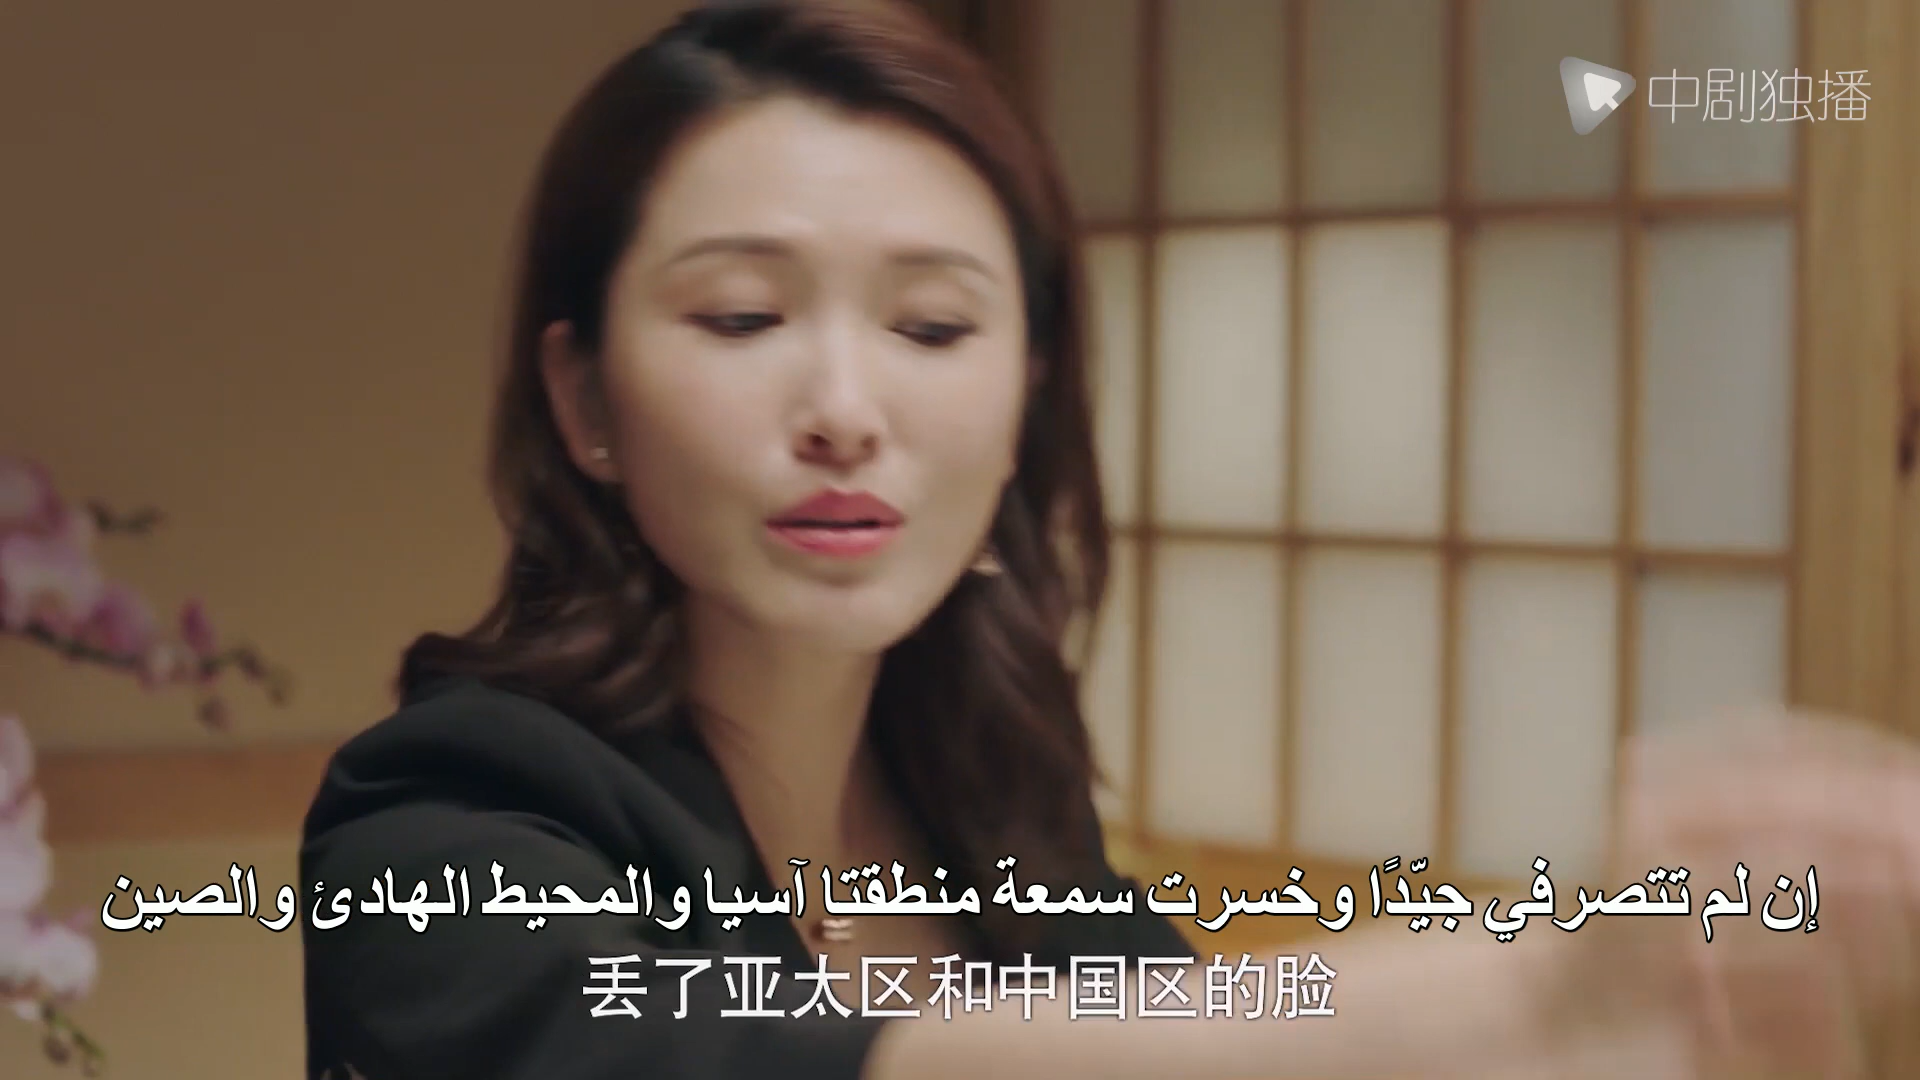 中剧独播
إن لم تتصرفي جيّدًا وخسرت سمعة منطقتا آسيا والمحيط الهادئ والصين
丢了亚太区和中国区的脸